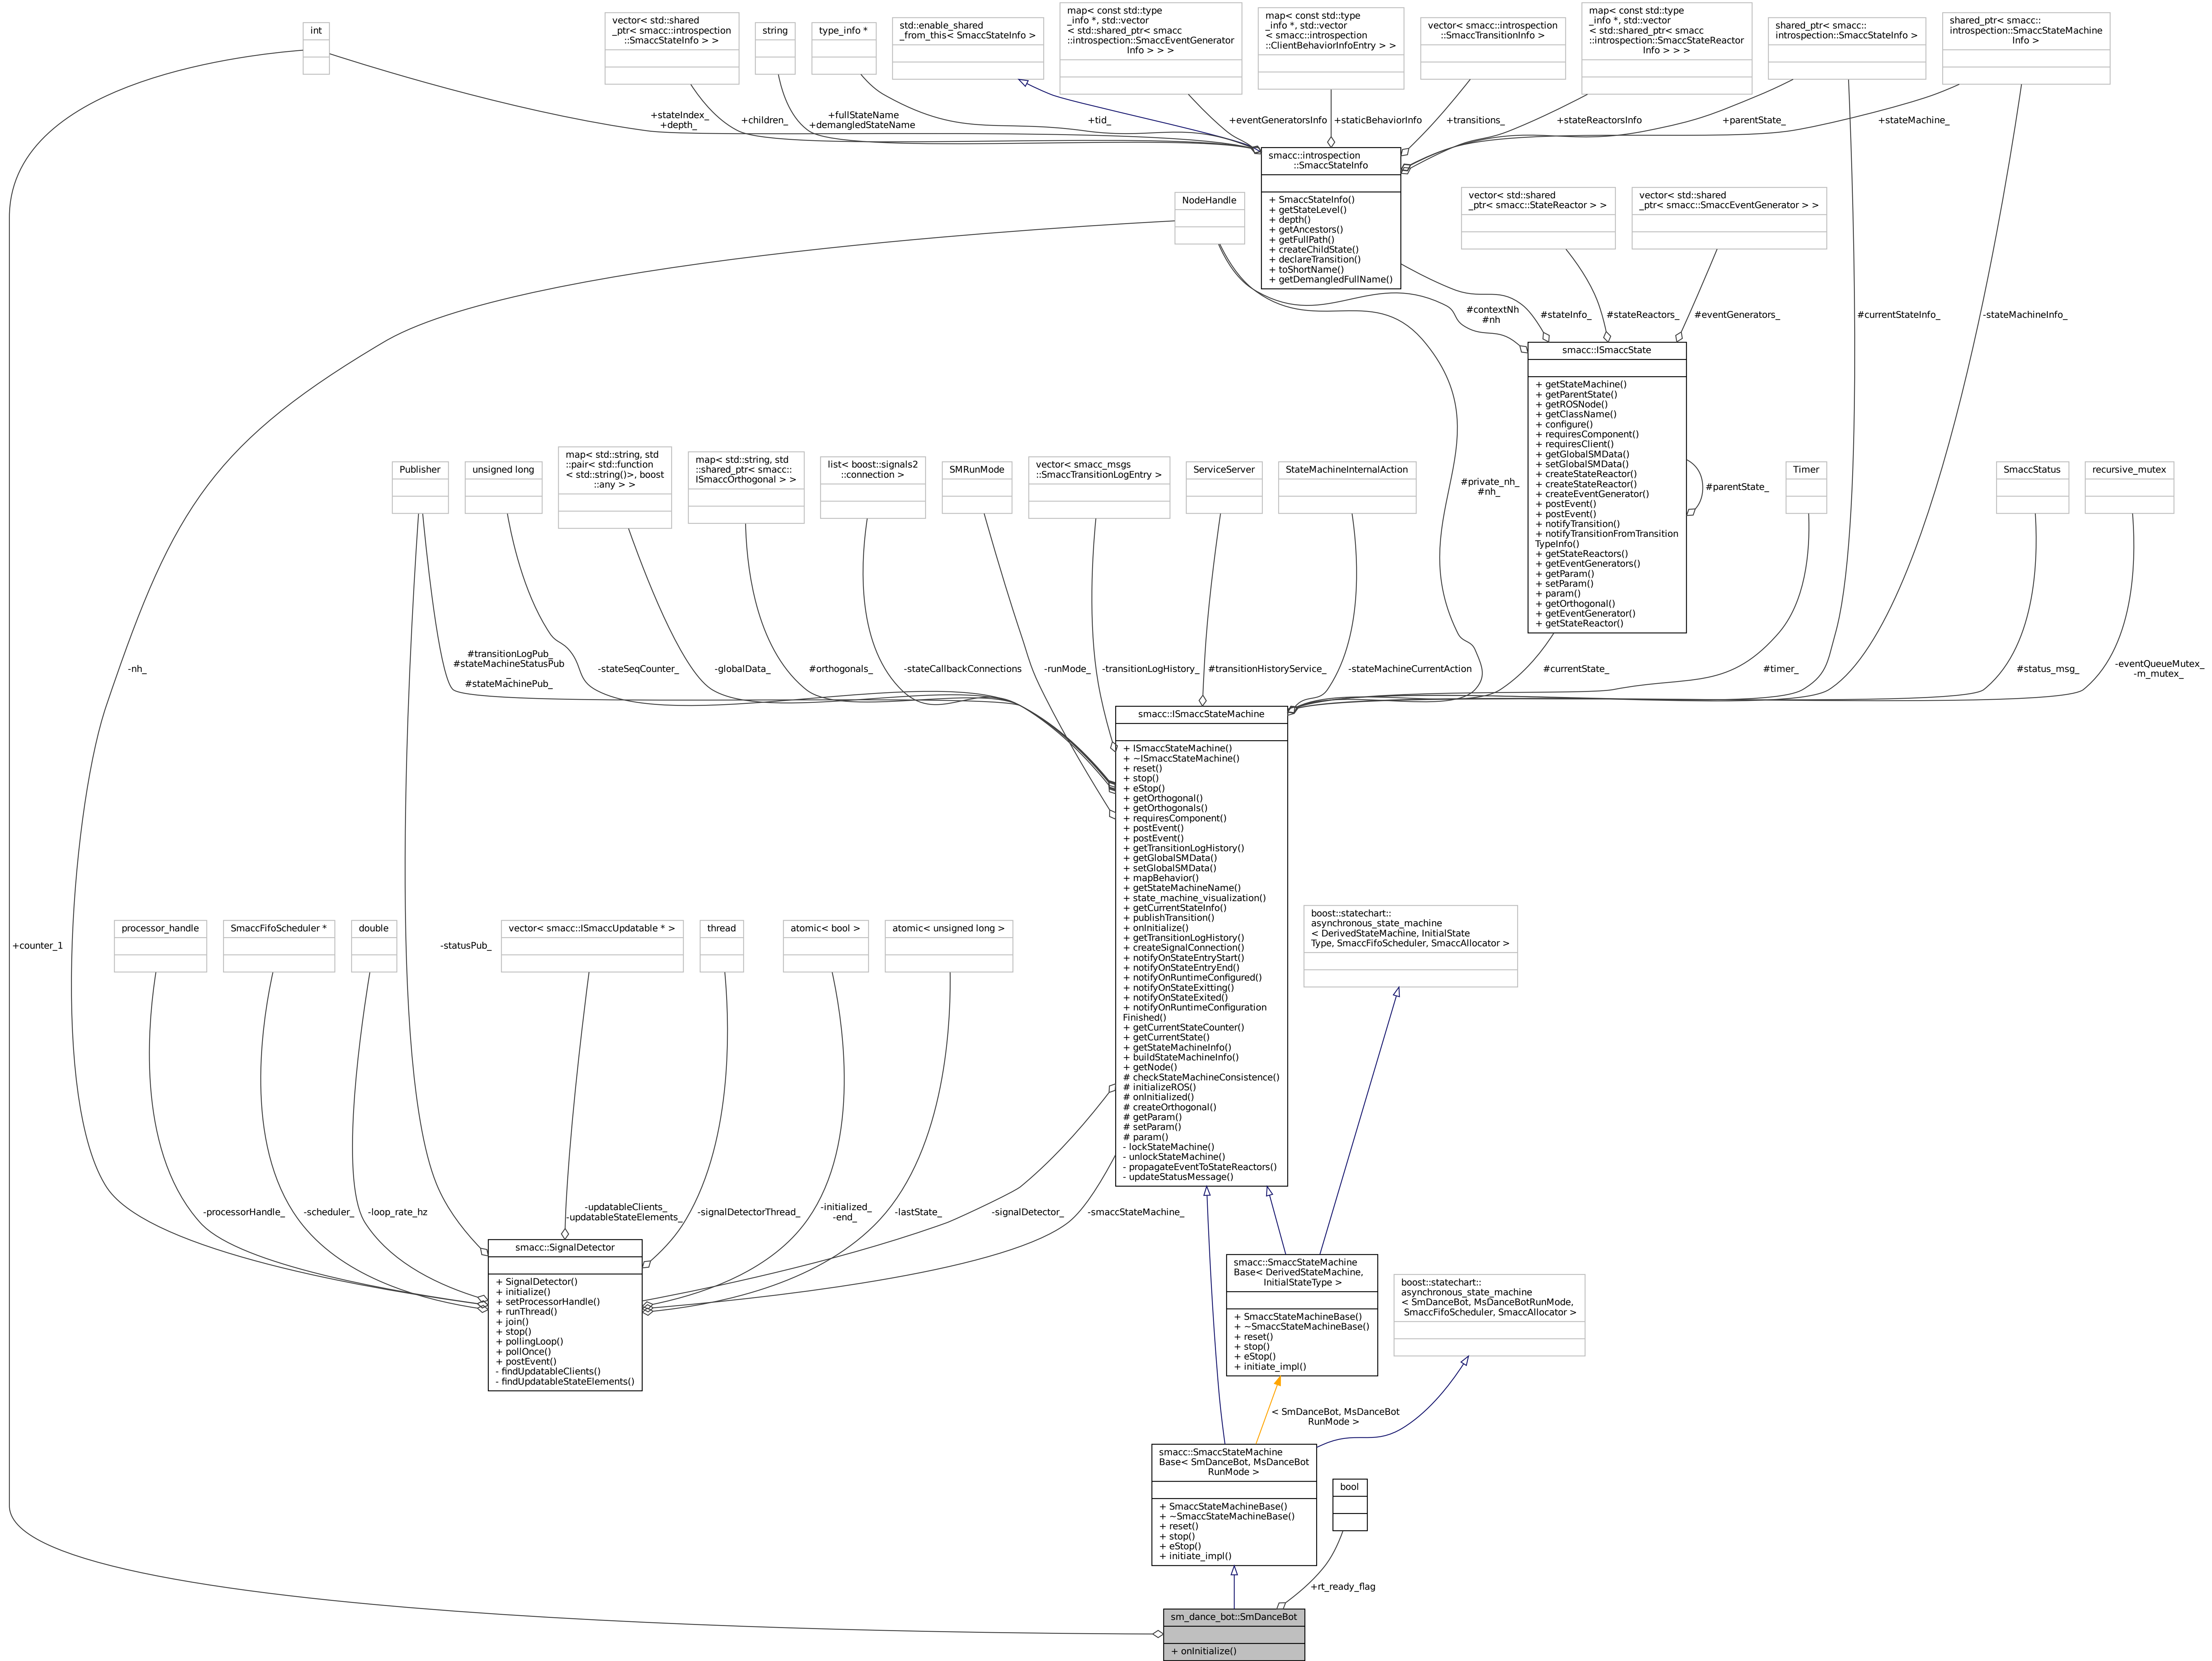 int
vector< std::shared
_ptr< smacc::introspection
::SmaccStateInfo > >
string
type_info *
std::enable_shared
_from_this< SmaccStateInfo >
map< const std::type
_info *, std::vector
< std::shared_ptr< smacc
::introspection::SmaccEventGenerator
Info > > >
map< const std::type
_info *, std::vector
< smacc::introspection
::ClientBehaviorInfoEntry > >
vector< smacc::introspection
::SmaccTransitionInfo >
map< const std::type
_info *, std::vector
< std::shared_ptr< smacc
::introspection::SmaccStateReactor
Info > > >
shared_ptr< smacc::
introspection::SmaccStateInfo >
shared_ptr< smacc::
introspection::SmaccStateMachine
Info >
+stateIndex_
+depth_
+children_
+fullStateName
+demangledStateName
+tid_
+eventGeneratorsInfo
+staticBehaviorInfo
+transitions_
+stateReactorsInfo
+parentState_
+stateMachine_
smacc::introspection
::SmaccStateInfo
+ SmaccStateInfo()
+ getStateLevel()
+ depth()
+ getAncestors()
+ getFullPath()
+ createChildState()
+ declareTransition()
+ toShortName()
+ getDemangledFullName()
NodeHandle
vector< std::shared
_ptr< smacc::StateReactor > >
vector< std::shared
_ptr< smacc::SmaccEventGenerator > >
#contextNh
#nh
#stateInfo_
#stateReactors_
#eventGenerators_
#currentStateInfo_
-stateMachineInfo_
smacc::ISmaccState
+ getStateMachine()
+ getParentState()
+ getROSNode()
+ getClassName()
+ configure()
+ requiresComponent()
+ requiresClient()
+ getGlobalSMData()
+ setGlobalSMData()
+ createStateReactor()
+ createStateReactor()
+ createEventGenerator()
+ postEvent()
+ postEvent()
+ notifyTransition()
+ notifyTransitionFromTransition
TypeInfo()
+ getStateReactors()
+ getEventGenerators()
+ getParam()
+ setParam()
+ param()
+ getOrthogonal()
+ getEventGenerator()
+ getStateReactor()
#parentState_
Publisher
unsigned long
map< std::string, std
::pair< std::function
< std::string()>, boost
::any > >
map< std::string, std
::shared_ptr< smacc::
ISmaccOrthogonal > >
list< boost::signals2
::connection >
SMRunMode
vector< smacc_msgs
::SmaccTransitionLogEntry >
ServiceServer
StateMachineInternalAction
#private_nh_
#nh_
Timer
SmaccStatus
recursive_mutex
-nh_
#transitionLogPub_
#stateMachineStatusPub
_
#stateMachinePub_
-stateSeqCounter_
-globalData_
#orthogonals_
-stateCallbackConnections
-runMode_
-transitionLogHistory_
#transitionHistoryService_
-stateMachineCurrentAction
#currentState_
#timer_
#status_msg_
-eventQueueMutex_
-m_mutex_
smacc::ISmaccStateMachine
+ ISmaccStateMachine()
+ ~ISmaccStateMachine()
+ reset()
+ stop()
+ eStop()
+ getOrthogonal()
+ getOrthogonals()
+ requiresComponent()
+ postEvent()
+ postEvent()
+ getTransitionLogHistory()
+ getGlobalSMData()
+ setGlobalSMData()
+ mapBehavior()
+ getStateMachineName()
+ state_machine_visualization()
+ getCurrentStateInfo()
+ publishTransition()
+ onInitialize()
+ getTransitionLogHistory()
+ createSignalConnection()
+ notifyOnStateEntryStart()
+ notifyOnStateEntryEnd()
+ notifyOnRuntimeConfigured()
+ notifyOnStateExitting()
+ notifyOnStateExited()
+ notifyOnRuntimeConfiguration
Finished()
+ getCurrentStateCounter()
+ getCurrentState()
+ getStateMachineInfo()
+ buildStateMachineInfo()
+ getNode()
# checkStateMachineConsistence()
# initializeROS()
# onInitialized()
# createOrthogonal()
# getParam()
# setParam()
# param()
- lockStateMachine()
- unlockStateMachine()
- propagateEventToStateReactors()
- updateStatusMessage()
+counter_1
processor_handle
SmaccFifoScheduler *
double
-statusPub_
vector< smacc::ISmaccUpdatable * >
thread
atomic< bool >
atomic< unsigned long >
boost::statechart::
asynchronous_state_machine
< DerivedStateMachine, InitialState
Type, SmaccFifoScheduler, SmaccAllocator >
-processorHandle_
-scheduler_
-loop_rate_hz
-updatableClients_
-updatableStateElements_
-signalDetectorThread_
-initialized_
-end_
-lastState_
-signalDetector_
-smaccStateMachine_
smacc::SignalDetector
+ SignalDetector()
+ initialize()
+ setProcessorHandle()
+ runThread()
+ join()
+ stop()
+ pollingLoop()
+ pollOnce()
+ postEvent()
- findUpdatableClients()
- findUpdatableStateElements()
smacc::SmaccStateMachine
Base< DerivedStateMachine,
InitialStateType >
+ SmaccStateMachineBase()
+ ~SmaccStateMachineBase()
+ reset()
+ stop()
+ eStop()
+ initiate_impl()
boost::statechart::
asynchronous_state_machine
< SmDanceBot, MsDanceBotRunMode,
SmaccFifoScheduler, SmaccAllocator >
< SmDanceBot, MsDanceBot
RunMode >
smacc::SmaccStateMachine
Base< SmDanceBot, MsDanceBot
RunMode >
+ SmaccStateMachineBase()
+ ~SmaccStateMachineBase()
+ reset()
+ stop()
+ eStop()
+ initiate_impl()
bool
+rt_ready_flag
sm_dance_bot::SmDanceBot
+ onInitialize()